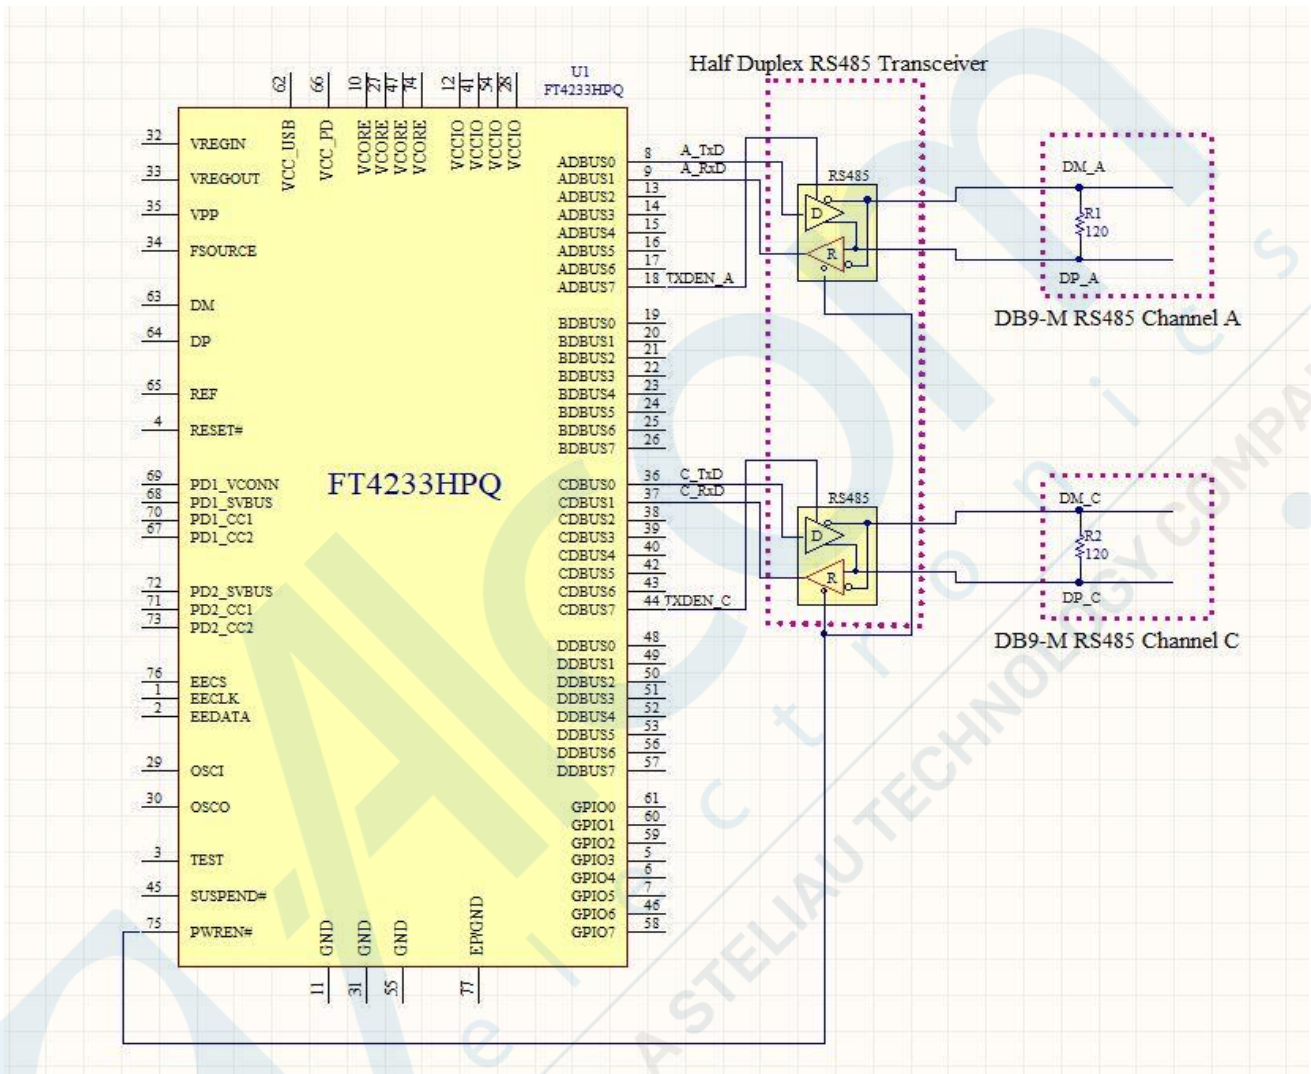 Half Duplex RS485 Transceiver
U1
FT4233HPQ
62
66
10
27
47
74
12
41
54
28
VCC_USB
VCC_PD
VCORE
VCORE
VCORE
VCORE
VCCIO
VCCIO
VCCIO
VCCIO
32 VREGIN
33 VREGOUT
35 VPP
34 FSOURCE
63 DM
64 DP
65 REF
4 RESET#
69 PD1_VCONN
68 PD1_SVBUS
70 PD1_CC1
67 PD1_CC2
72 PD2_SVBUS
71 PD2_CC1
73 PD2_CC2
76 EECS
1 EECLK
2 EEDATA
29 OSCI
30 OSCO
3 TEST
45 SUSPEND#
75 PWREN#
FT4233HPQ
ADBUS0 8 A_TxD
ADBUS1 9 A_RxD
ADBUS2 13
ADBUS3 14
ADBUS4 15
ADBUS5 16
ADBUS6 17
ADBUS7 18 TXDEN_A
BDBUS0 19
BDBUS1 20
BDBUS2 21
BDBUS3 22
BDBUS4 23
BDBUS5 24
BDBUS6 25
BDBUS7 26
CDBUS0 36 C_TxD
CDBUS1 37 C_RxD
CDBUS2 38
CDBUS3 39
CDBUS4 40
CDBUS5 42
CDBUS6 43
CDBUS7 44 TXDEN_C
DDBUS0 48
DDBUS1 49
DDBUS2 50
DDBUS3 51
DDBUS4 52
DDBUS5 53
DDBUS6 56
DDBUS7 57
GPIO0 61
GPIO1 60
GPIO2 59
GPIO3 5
GPIO4 6
GPIO5 7
GPIO6 46
GPIO7 58
GND
GND
GND
EP/GND
11
31
55
77
RS485
D
R
DM_A
R1
120
DP_A
DB9-M RS485 Channel A
RS485
D
R
DM_C
R2
120
DP_C
DB9-M RS485 Channel C
Alcom
electronics
ASTELIAU TECHNOLOGY